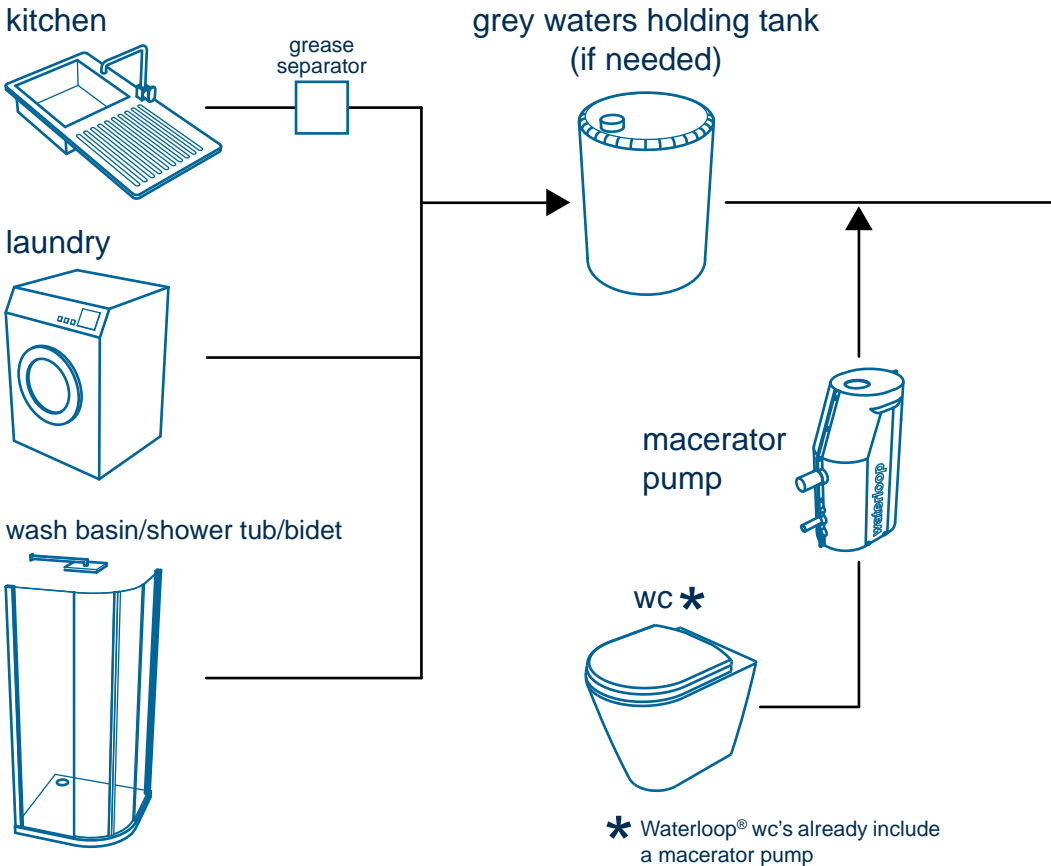 kitchen
grease
separator
grey waters holding tank
(if needed)
laundry
macerator
pump
waterloop
wash basin/shower tub/bidet
wc *
* Waterloop® wc's already include
a macerator pump